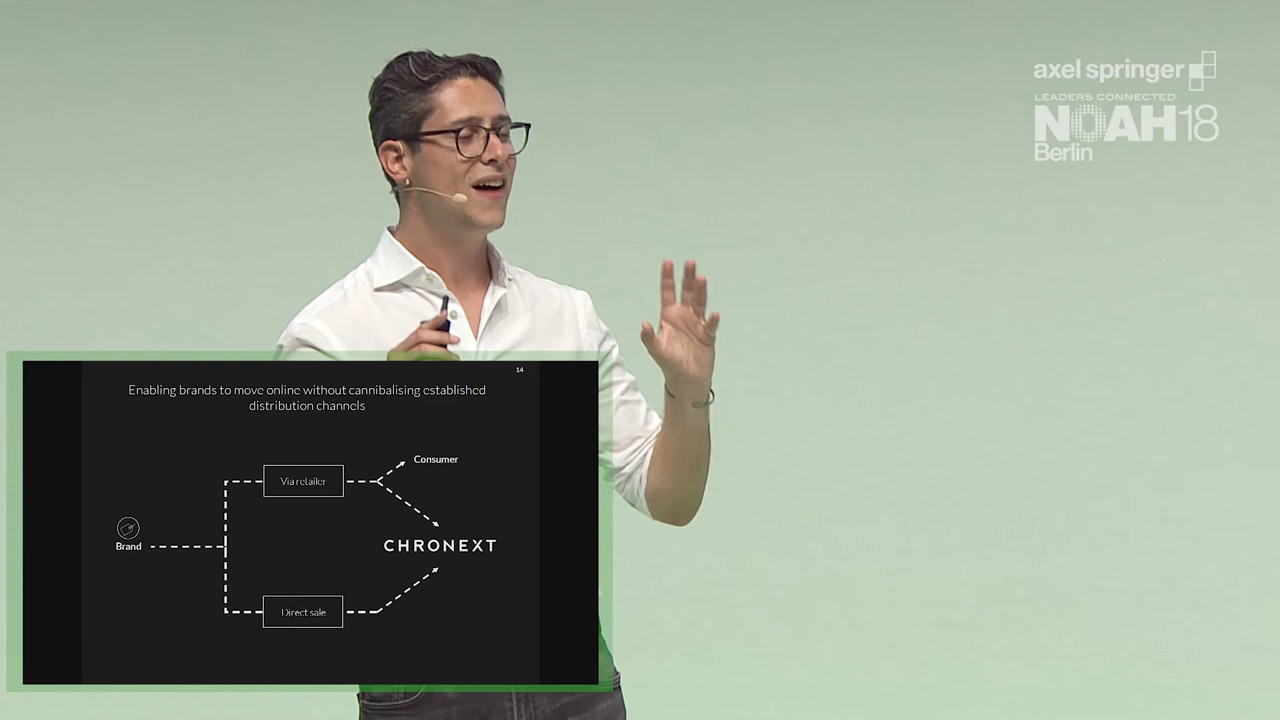 axel springer
LEADERS CONNECTED
NOAH18
Berlin
14
Enabling brands to move online without cannibalising established
distribution channels
Consumer
Via retailer
Brand
CHRONEXT
Direct sale